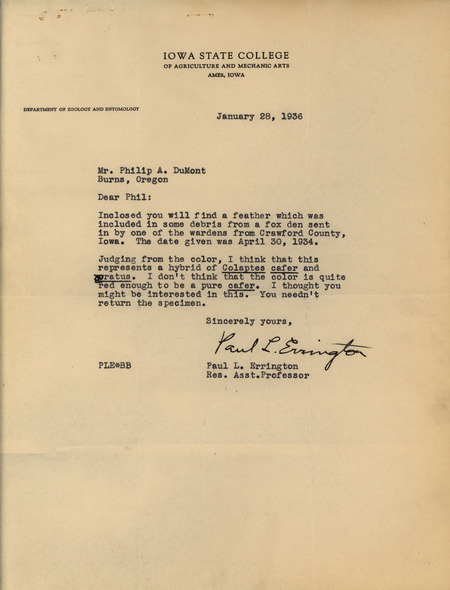 IOWA STATE COLLEGE
OF AGRICULTURE AND MECHANIC ARTS
AMES, IOWA
DEPARTMENT OF ZOOLOGY AND ENTOMOLOGY
January 28, 1936
Mr. Philip A. DuMont
Burns, Oregon
Dear Phil:
Inclosed you will find a feather which was
included in some debris from a fox den sent
in by one of the wardens from Crawford County,
Iowa. The date given was April 30, 1934.
Judging from the color, I think that this
represents a hybrid of Colaptes cafer and
oratus. I don't think that the color is quite
red enough to be a pure cafer. I thought you
might be interested in this. You needn't
return the specimen.
Sincerely yours,
Paul L. Errington
PLE*BB
Paul L. Errington
Res. Asst.Professor